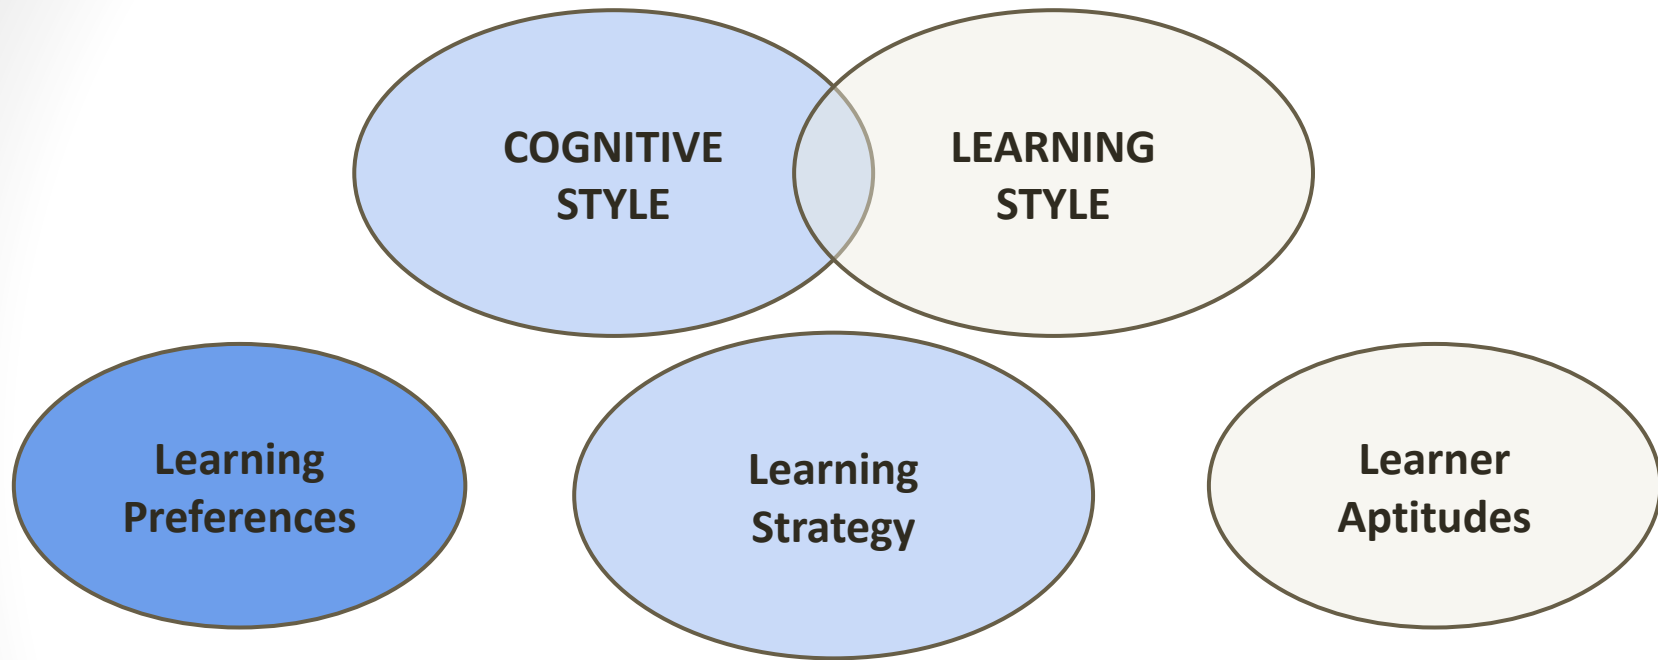 COGNITIVE
STYLE
LEARNING
STYLE
Learning
Preferences
Learning
Strategy
Learner
Aptitudes